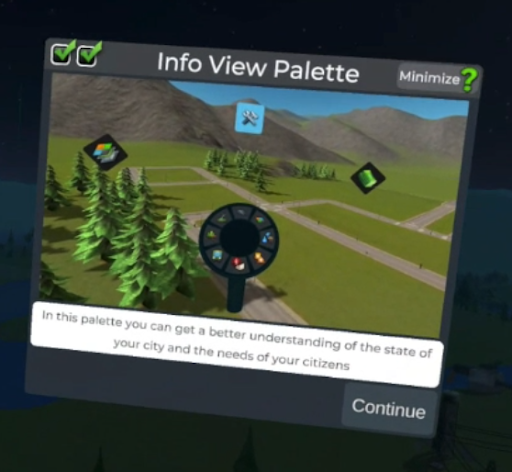 Info View Palette
Minimize ?
In this palette you can get a better understanding of the state of
your city and the needs of your citizens
Continue